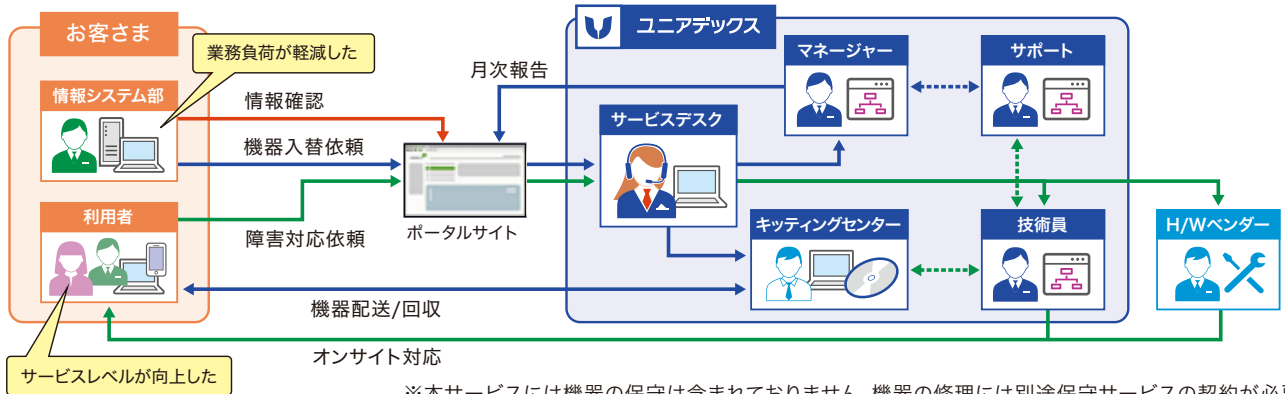 お客さま
業務負荷が軽減した
情報システム部
利用者
サービスレベルが向上した
情報確認
機器入替依頼
障害対応依頼
機器配送/回収
オンサイト対応
月次報告
ポータルサイト
ユニアデックス
サービスデスク
マネージャー
サポート
キッティングセンター
技術員
H/Wベンダー
※本サービスには機器の保守は含まれておりません。機器の修理には別途保守サービスの契約が必